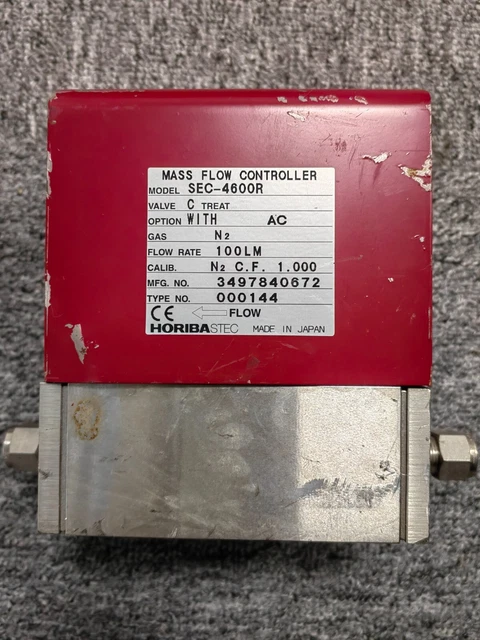 MASS FLOW CONTROLLER
MODEL SEC-4600R
VALVE C TREAT
OPTION WITH AC
GAS N2
FLOW RATE 100LM
CALIB. N2 C.F. 1.000
MFG. NO. 3497840672
TYPE NO. 000144
CE FLOW
HORIBASTEC MADE IN JAPAN